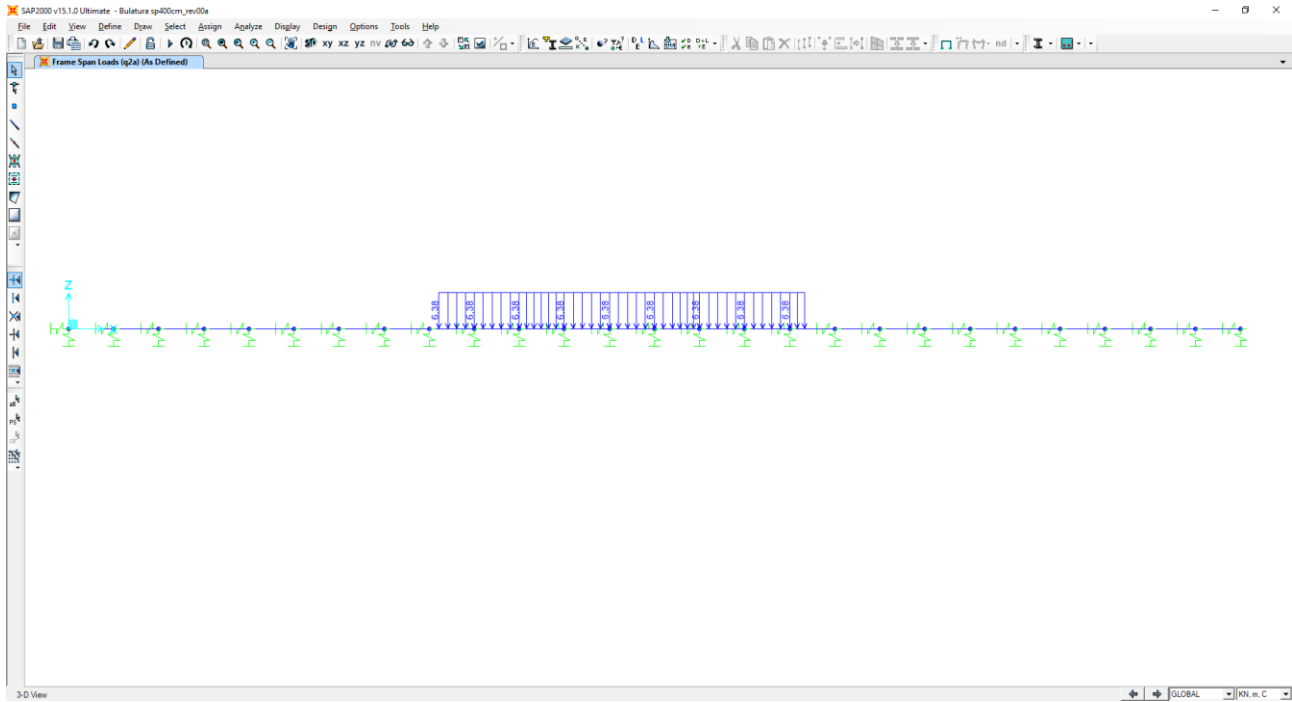 SAP2000 v15.1.0 Ultimate - Bulatura sp400cm_rev00a
File Edit View Define Draw Select Assign Analyze Display Design Options Tools Help
xy xz yz nv nd
Frame Span Loads (q2a) (As Defined)
Z
6.38 6.38 6.38 6.38 6.38 6.38 6.38 6.38 6.38
X
3-D View GLOBAL KN, m, C